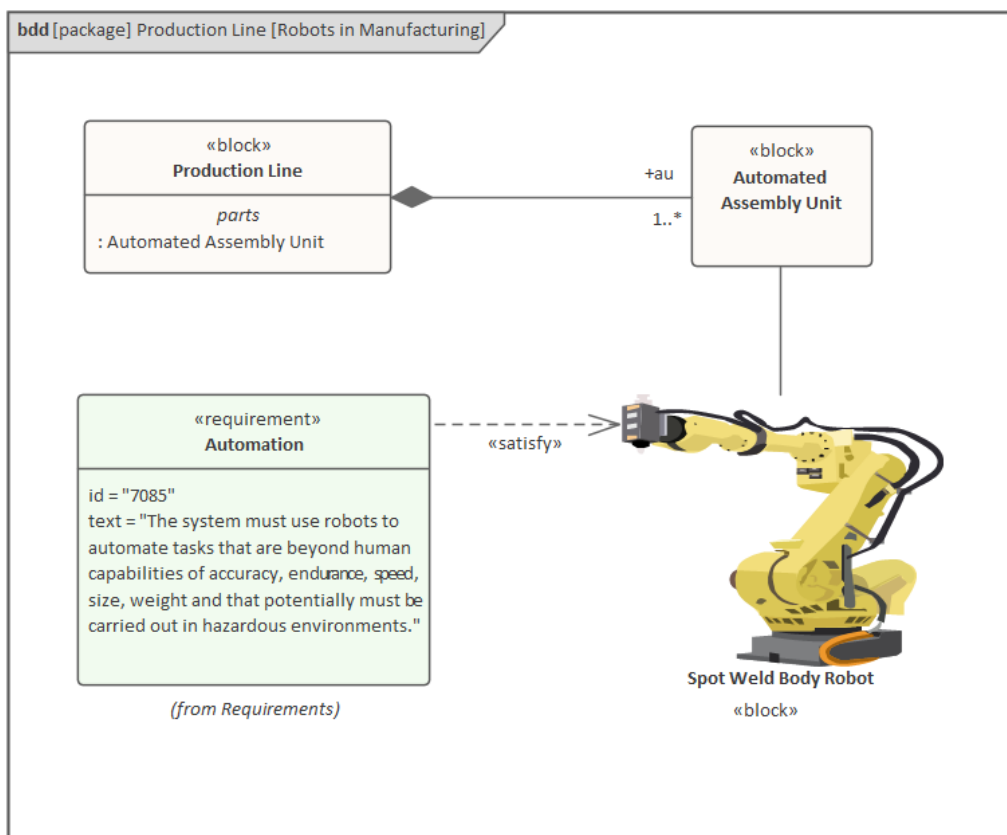 bdd [package] Production Line [Robots in Manufacturing]
«block»
Production Line
parts
: Automated Assembly Unit
+au
1..*
«block»
Automated
Assembly Unit
«requirement»
Automation
id = "7085"
text = "The system must use robots to
automate tasks that are beyond human
capabilities of accuracy, endurance, speed,
size, weight and that potentially must be
carried out in hazardous environments."
(from Requirements)
«satisfy»
Spot Weld Body Robot
«block»